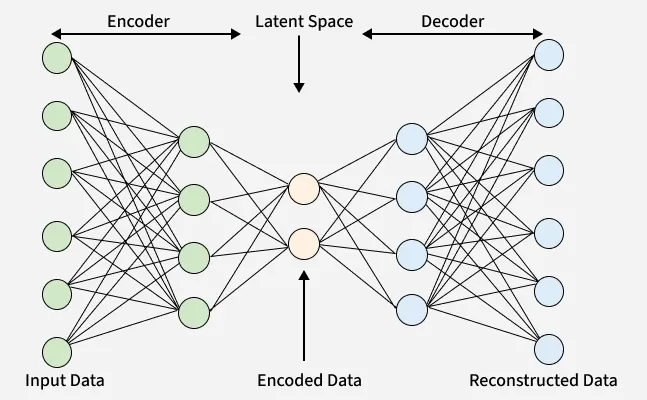 Encoder
Latent Space
Decoder
Input Data
Encoded Data
Reconstructed Data